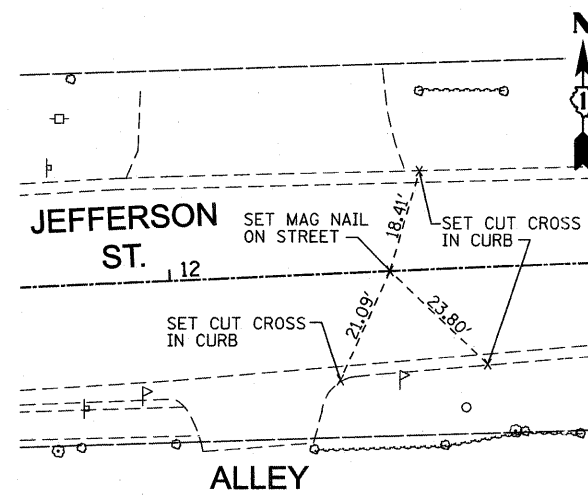 N
1
JEFFERSON
ST.
12
SET MAG NAIL
ON STREET
18.41'
SET CUT CROSS
IN CURB
21.09'
23.80'
SET CUT CROSS
IN CURB
ALLEY